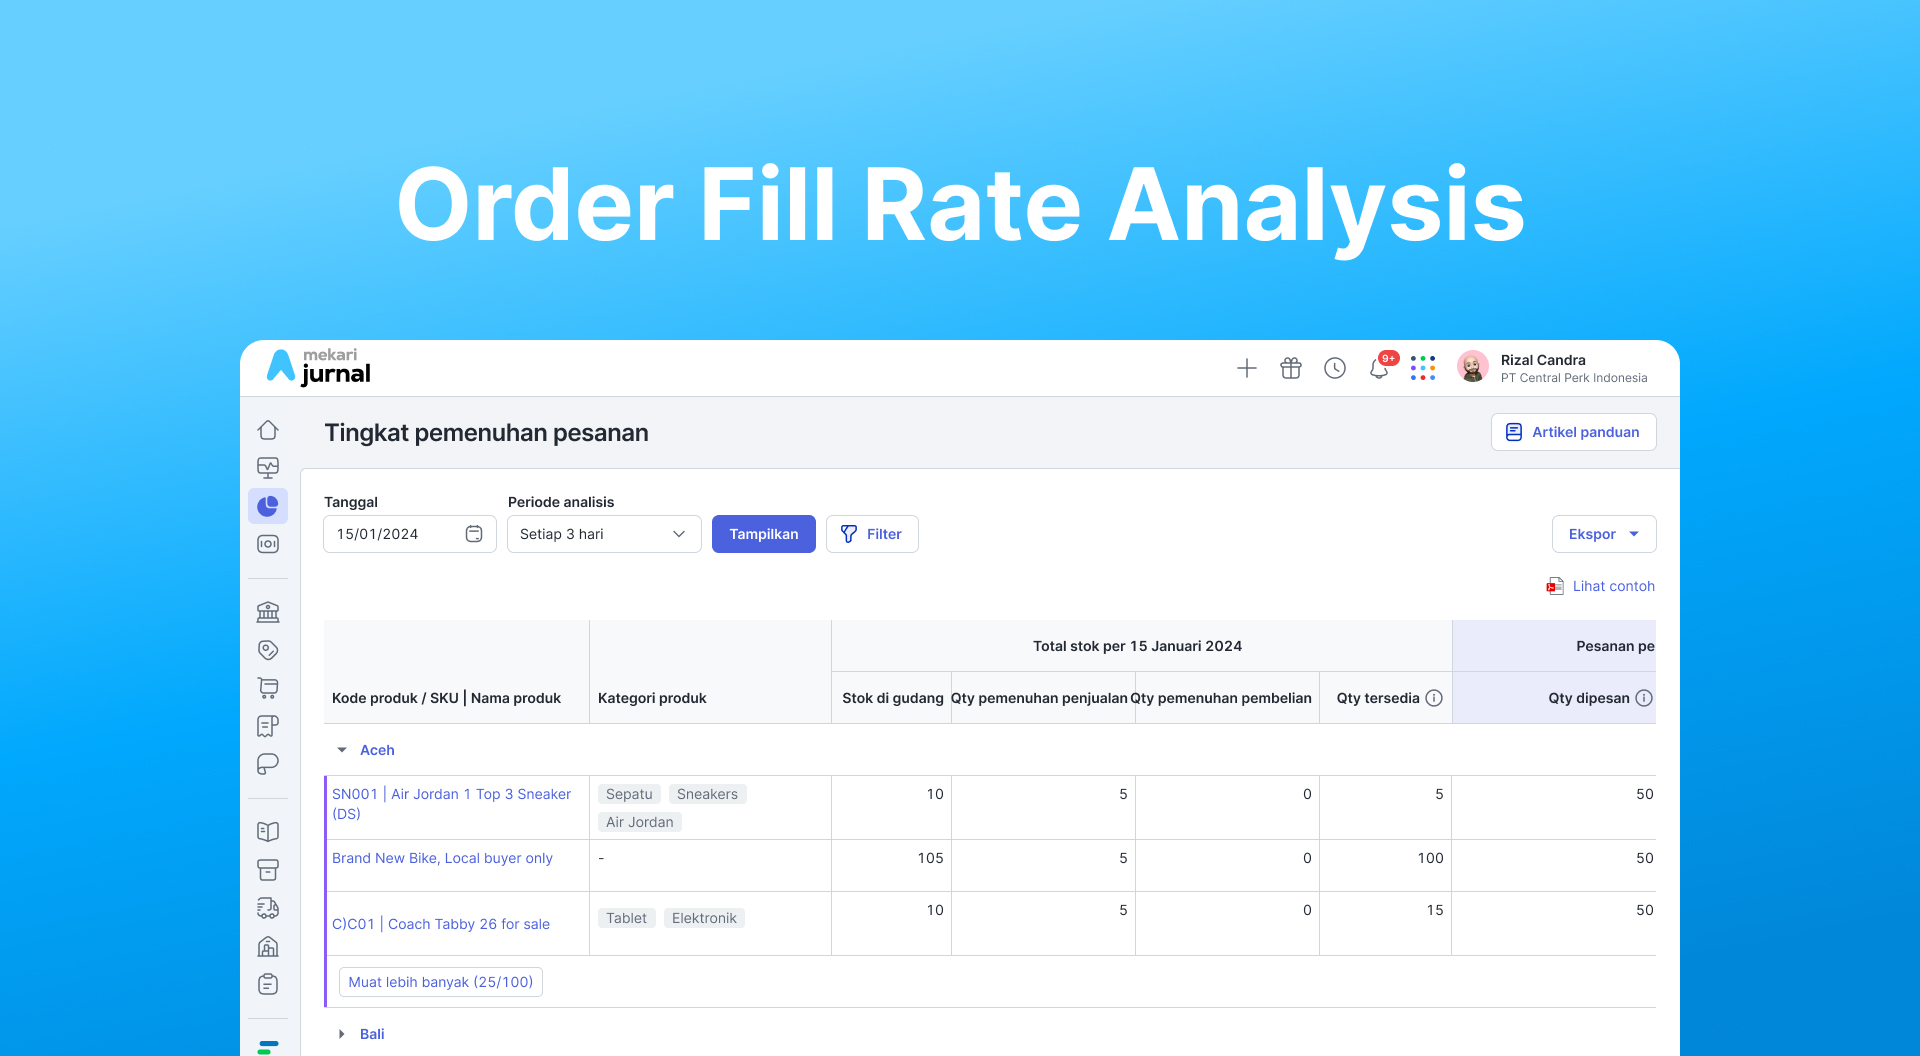 Order Fill Rate Analysis
mekari
jurnal
9+
Rizal Candra
PT Central Perk Indonesia
Tingkat pemenuhan pesanan
Artikel panduan
Tanggal
Periode analisis
15/01/2024
Setiap 3 hari
Tampilkan
Filter
Ekspor
Lihat contoh
Total stok per 15 Januari 2024
Pesanan pe
Kode produk / SKU | Nama produk
Kategori produk
Stok di gudang
Qty pemenuhan penjualan
Qty pemenuhan pembelian
Qty tersedia
Qty dipesan
Aceh
SN001 | Air Jordan 1 Top 3 Sneaker
(DS)
Sepatu
Sneakers
Air Jordan
10
5
0
5
50
Brand New Bike, Local buyer only
-
105
5
0
100
50
C)C01 | Coach Tabby 26 for sale
Tablet
Elektronik
10
5
0
15
50
Muat lebih banyak (25/100)
Bali